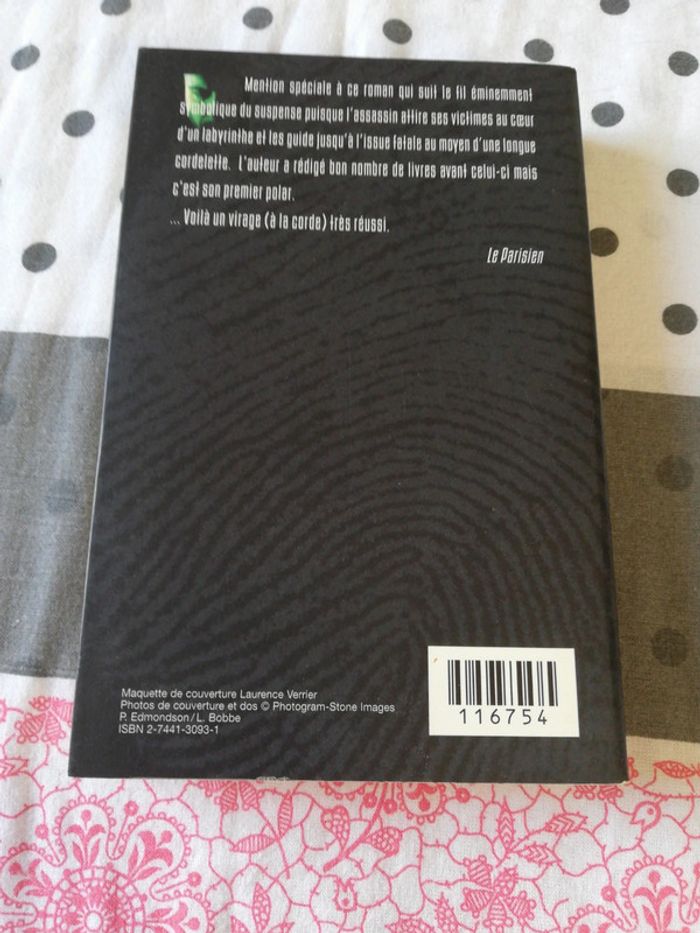 Mention spéciale à ce roman qui suit le fil éminemment
symbolique du suspense puisque l'assassin attire ses victimes au cœur
d'un labyrinthe et les guide jusqu'à l'issue fatale au moyen d'une longue
cordelette. L'auteur a rédigé bon nombre de livres avant celui-ci mais
c'est son premier polar.
... Voilà un virage (à la corde) très réussi.
Le Parisien
Maquette de couverture Laurence Verrier
Photos de couverture et dos © Photogram-Stone Images
P. Edmondson / L. Bobbe
ISBN 2-7441-3093-1
116754